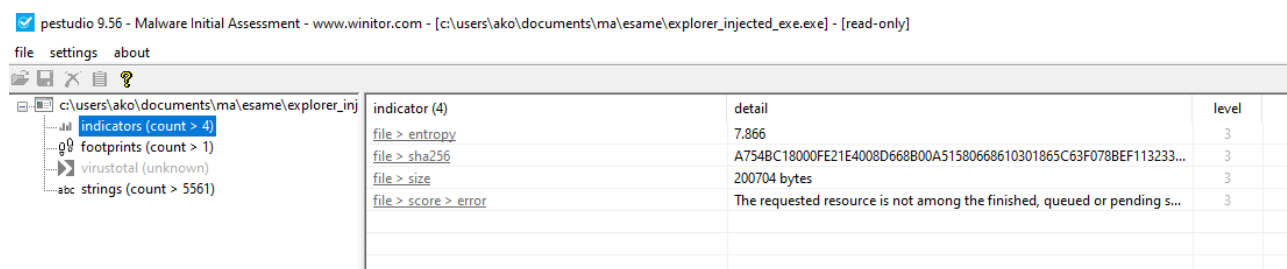 pestudio 9.56 - Malware Initial Assessment - www.winitor.com - [c:\users\ako\documents\ma\esame\explorer_injected_exe.exe] - [read-only]
file settings about
c:\users\ako\documents\ma\esame\explorer_inj
indicators (count > 4)
footprints (count > 1)
virustotal (unknown)
abc strings (count > 5561)
indicator (4) detail level
file > entropy 7.866 3
file > sha256 A754BC18000FE21E4008D668B00A51580668610301865C63F078BEF113233... 3
file > size 200704 bytes 3
file > score > error The requested resource is not among the finished, queued or pending s... 3